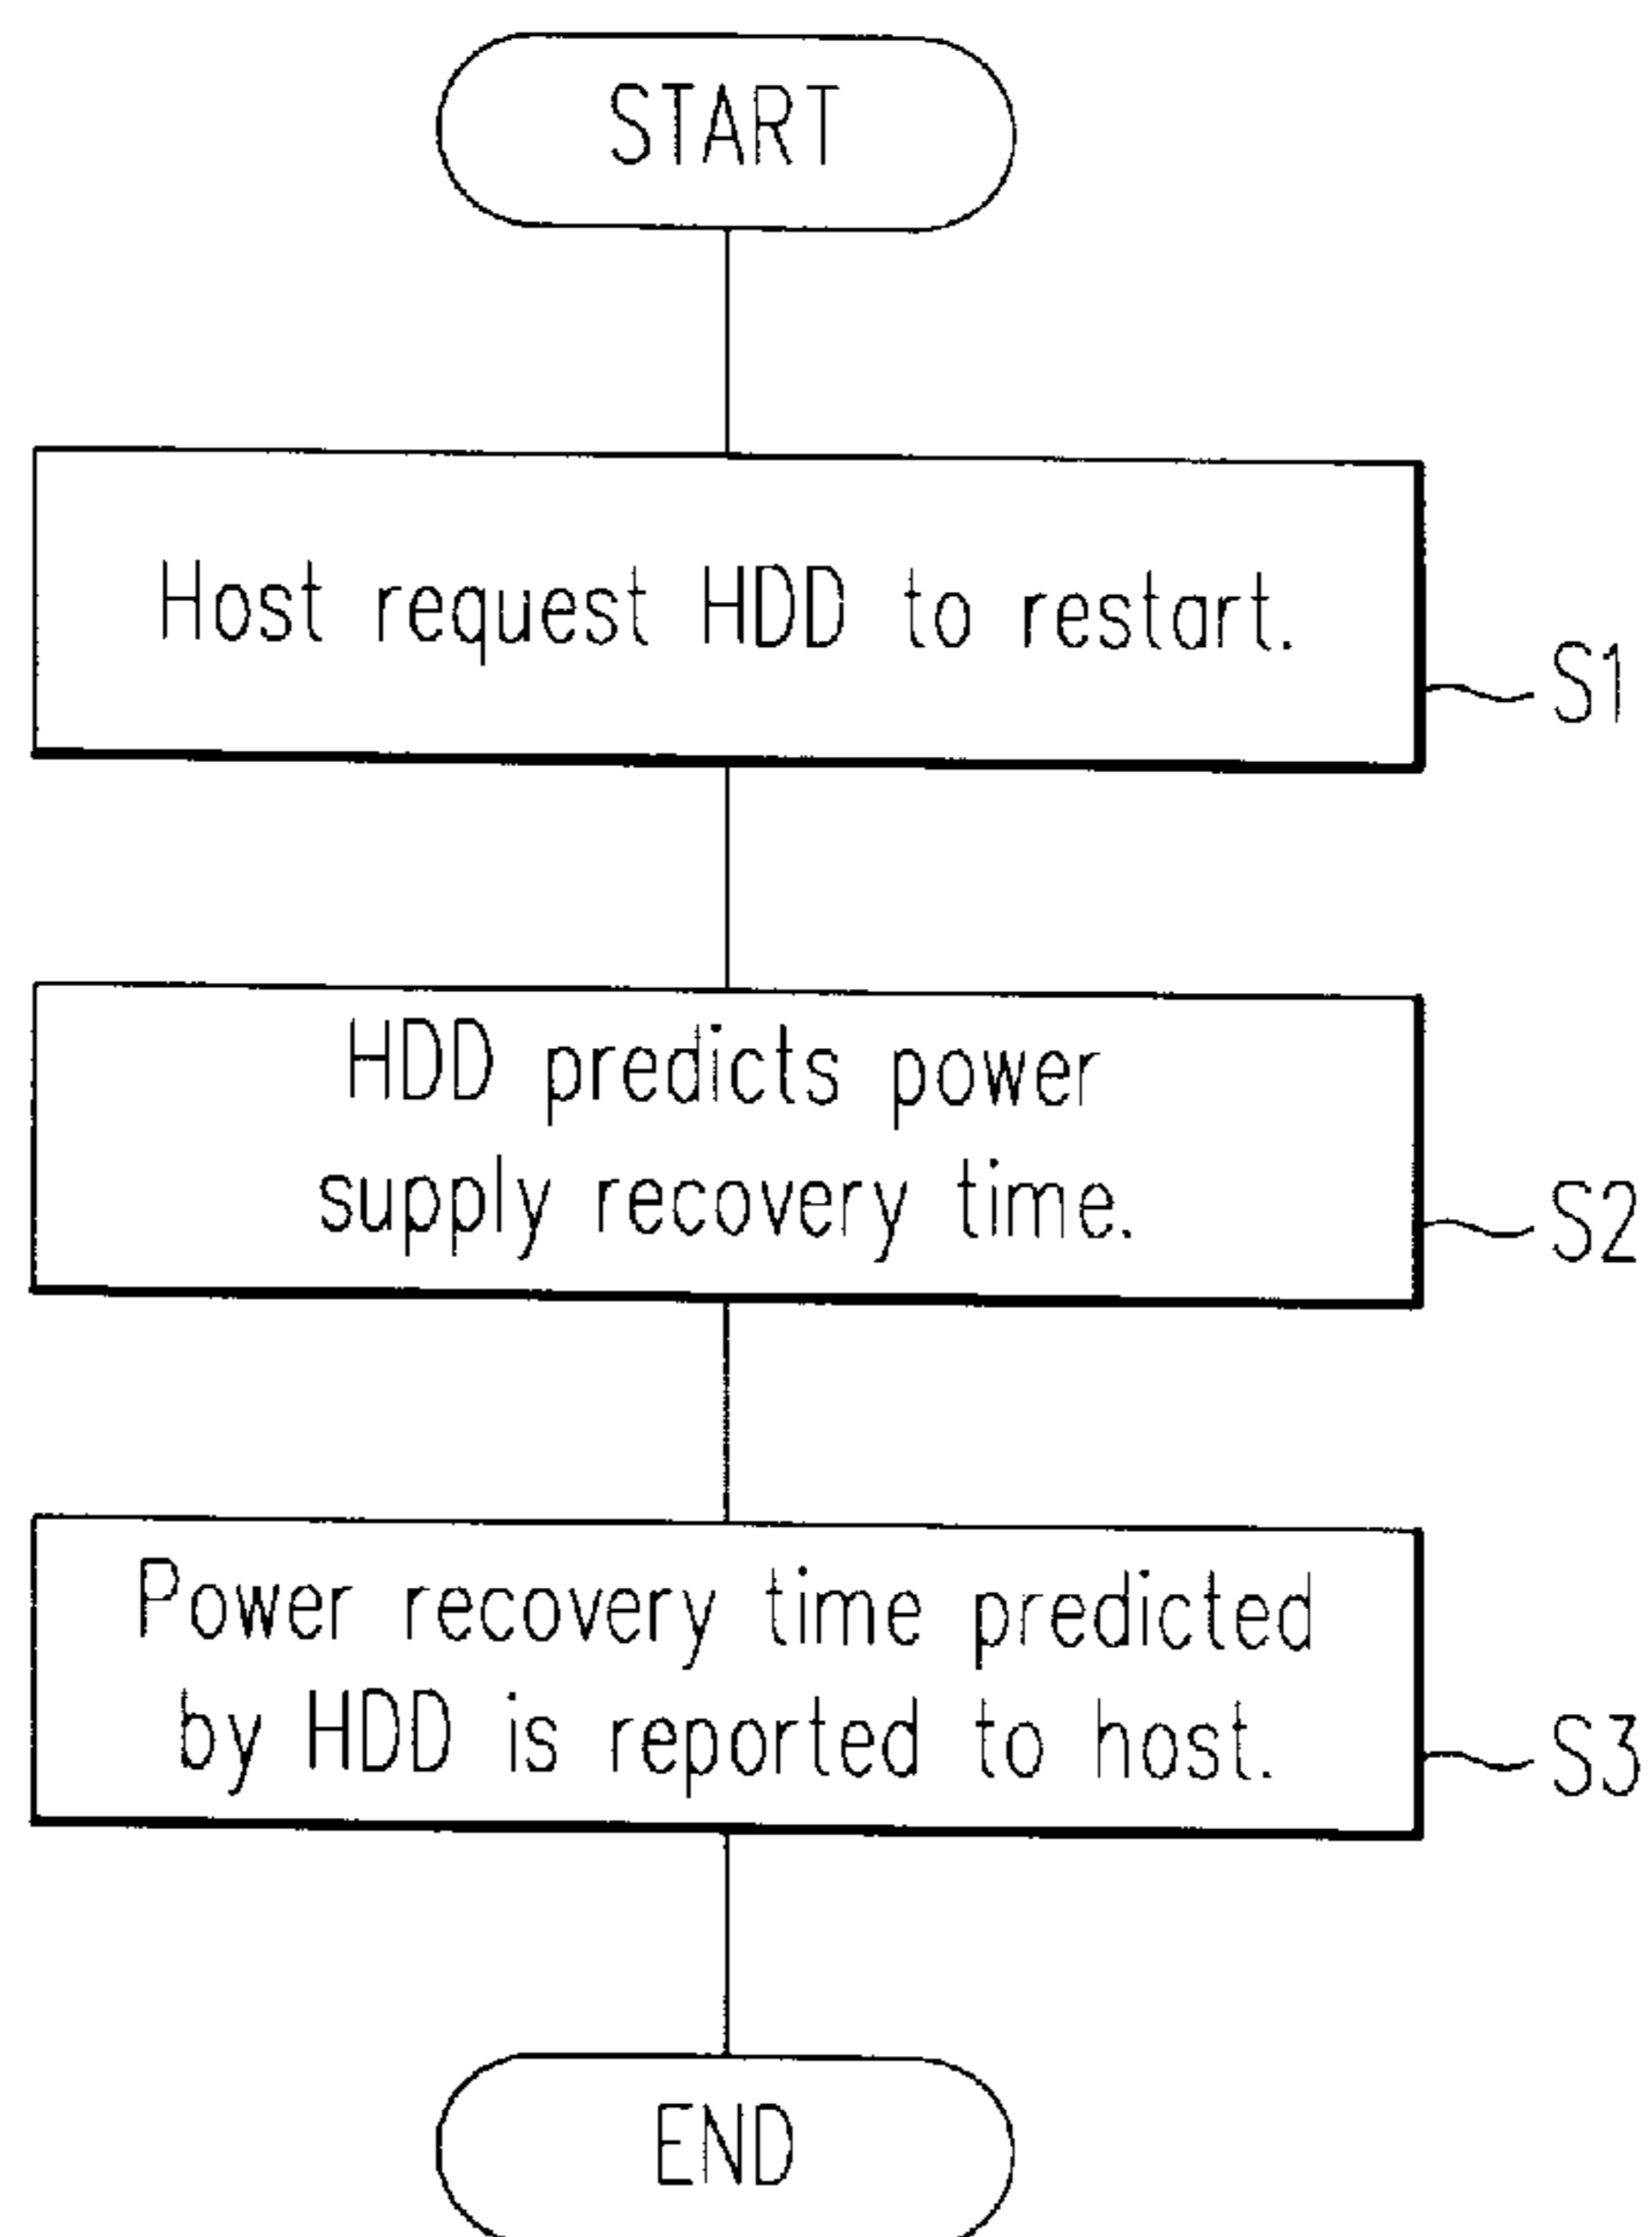 START
Host request HDD to restart.
S1
HDD predicts power
supply recovery time.
S2
Power recovery time predicted
by HDD is reported to host.
S3
END